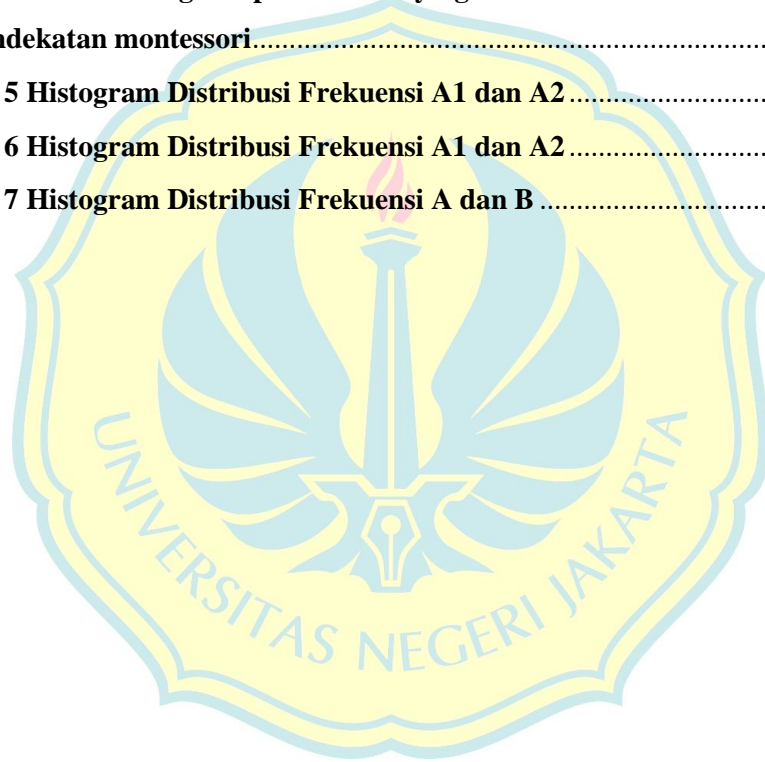 ndekatan montessori........................................................................
5 Histogram Distribusi Frekuensi A1 dan A2...........................
6 Histogram Distribusi Frekuensi A1 dan A2...........................
7 Histogram Distribusi Frekuensi A dan B ...............................
UNIVERSITAS NEGERI JAKARTA